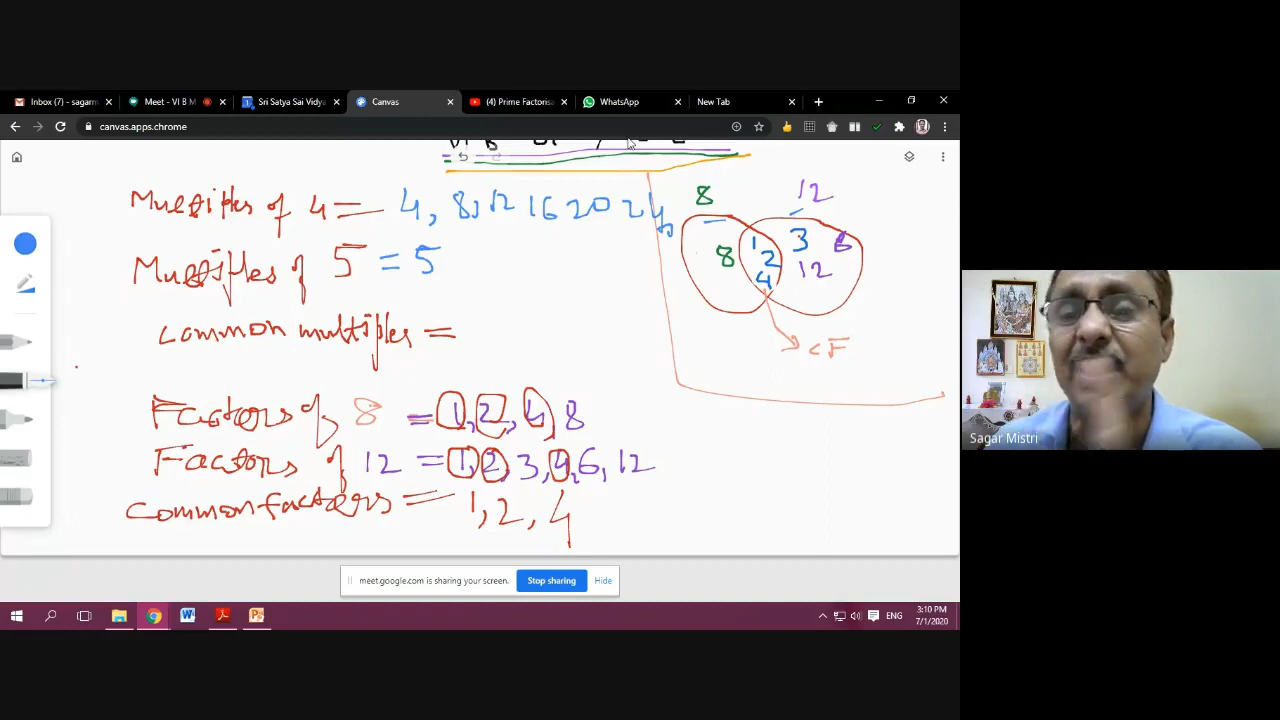 Inbox (7) - sagarm
Meet - VI B M
Sri Satya Sai Vidya
Canvas
(4) Prime Factoris
WhatsApp
New Tab
canvas.apps.chrome
Multiples of 4 = 4, 8, 12 16 20 24,
Multiples of 5 = 5
common multiples =
Factors of 8 = 1, 2, 4, 8
Factors of 12 = 1, 2, 3, 4, 6, 12
Common factors = 1, 2, 4
8 12
8 1 2 4 3 6 12
CF
Sagar Mistri
meet.google.com is sharing your screen.
Stop sharing
Hide
ENG
3:10 PM
7/1/2020